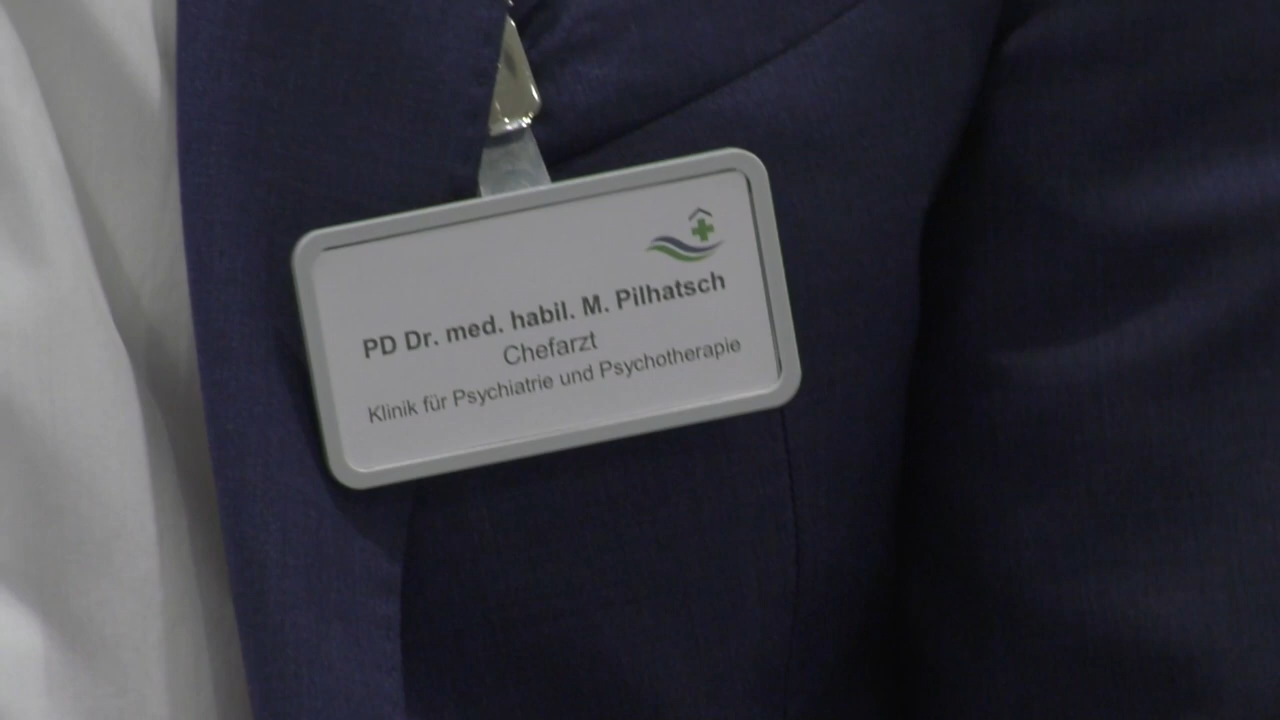 PD Dr. med. habil. M. Pilhatsch
Chefarzt
Klinik für Psychiatrie und Psychotherapie